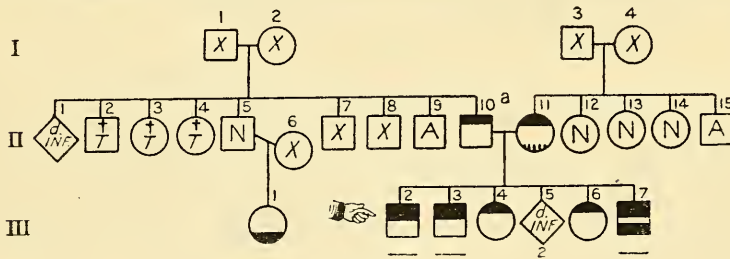 1 2 3 4
I X X X X
1 2 3 4 5 6 7 8 9 10 a 11 12 13 14 15
II d. INF. † T † T † T N X X X A N N N A
1 2 3 4 5 6 7
III d. INF.
2